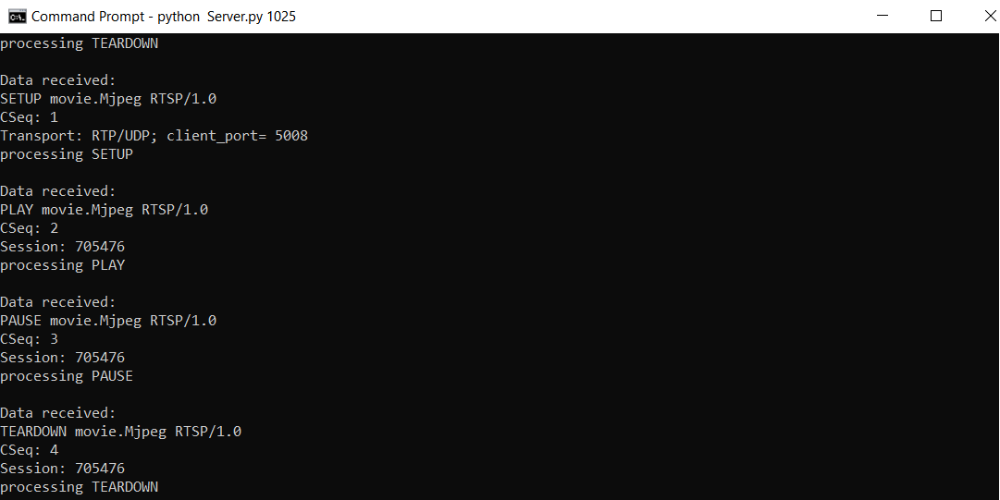 Command Prompt - python  Server.py 1025
processing TEARDOWN
Data received:
SETUP movie.Mjpeg RTSP/1.0
CSeq: 1
Transport: RTP/UDP; client_port= 5008
processing SETUP
Data received:
PLAY movie.Mjpeg RTSP/1.0
CSeq: 2
Session: 705476
processing PLAY
Data received:
PAUSE movie.Mjpeg RTSP/1.0
CSeq: 3
Session: 705476
processing PAUSE
Data received:
TEARDOWN movie.Mjpeg RTSP/1.0
CSeq: 4
Session: 705476
processing TEARDOWN